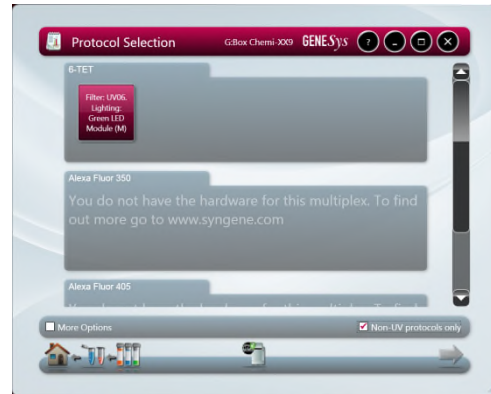 Protocol Selection
G:Box Chemi-XX9 GENESys ?
6-TET
Filter: UV06.
Lighting:
Green LED
Module (M)
Alexa Fluor 350
You do not have the hardware for this multiplex. To find
out more go to www.syngene.com
Alexa Fluor 405
More Options
Non-UV protocols only